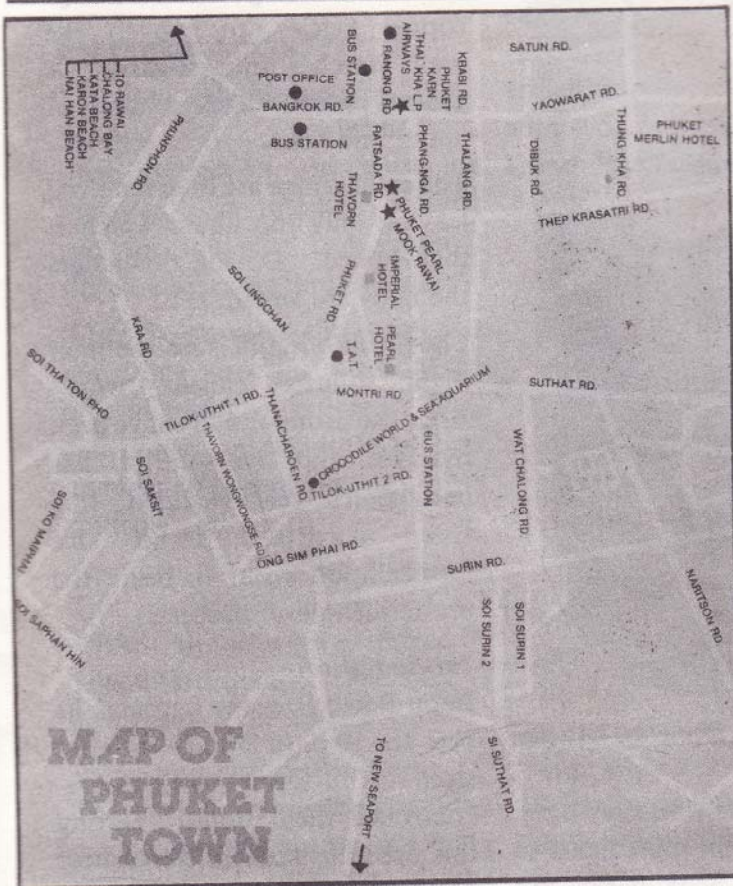 SATUN RD.
KRABI RD.
PHUKET
KARN
THAI KHA L.P
AIRWAYS
RANONG RD
BUS STATION
POST OFFICE
BANGKOK RD.
BUS STATION
YAOWARAT RD.
THUNG KHA RD.
PHUKET
MERLIN HOTEL
TO RAWAI
CHALONG BAY
KATA BEACH
KARON BEACH
NAI HAN BEACH
PHUNPHON RD.
RATSADA RD.
PHANG-NGA RD.
THALANG RD.
DIBUK RD.
THAVORN
HOTEL
PHUKET PEARL
MOOK RAWAI
THEP KRASATRI RD.
SOI LINGCHAN
PHUKET RD
IMPERIAL
HOTEL
PEARL
HOTEL
T.A.T
KRA RD
SOI THA TON PHO
MONTRI RD.
SUTHAT RD.
TILOK-UTHIT 1 RD.
THANACHAROEN RD
CROCODILE WORLD & SEA AQUARIUM
TILOK-UTHIT 2 RD.
BUS STATION
WAT CHALONG RD.
THAVORN WONGWONGSE RD.
SOI SAKSIT
SOI KO MAIPHAI
ONG SIM PHAI RD.
SURIN RD.
SOI SURIN 1
SOI SURIN 2
NARITSON RD
SOI SAPHAN HIN
SI SUTHAT RD.
TO NEW SEAPORT
MAP OF
PHUKET
TOWN